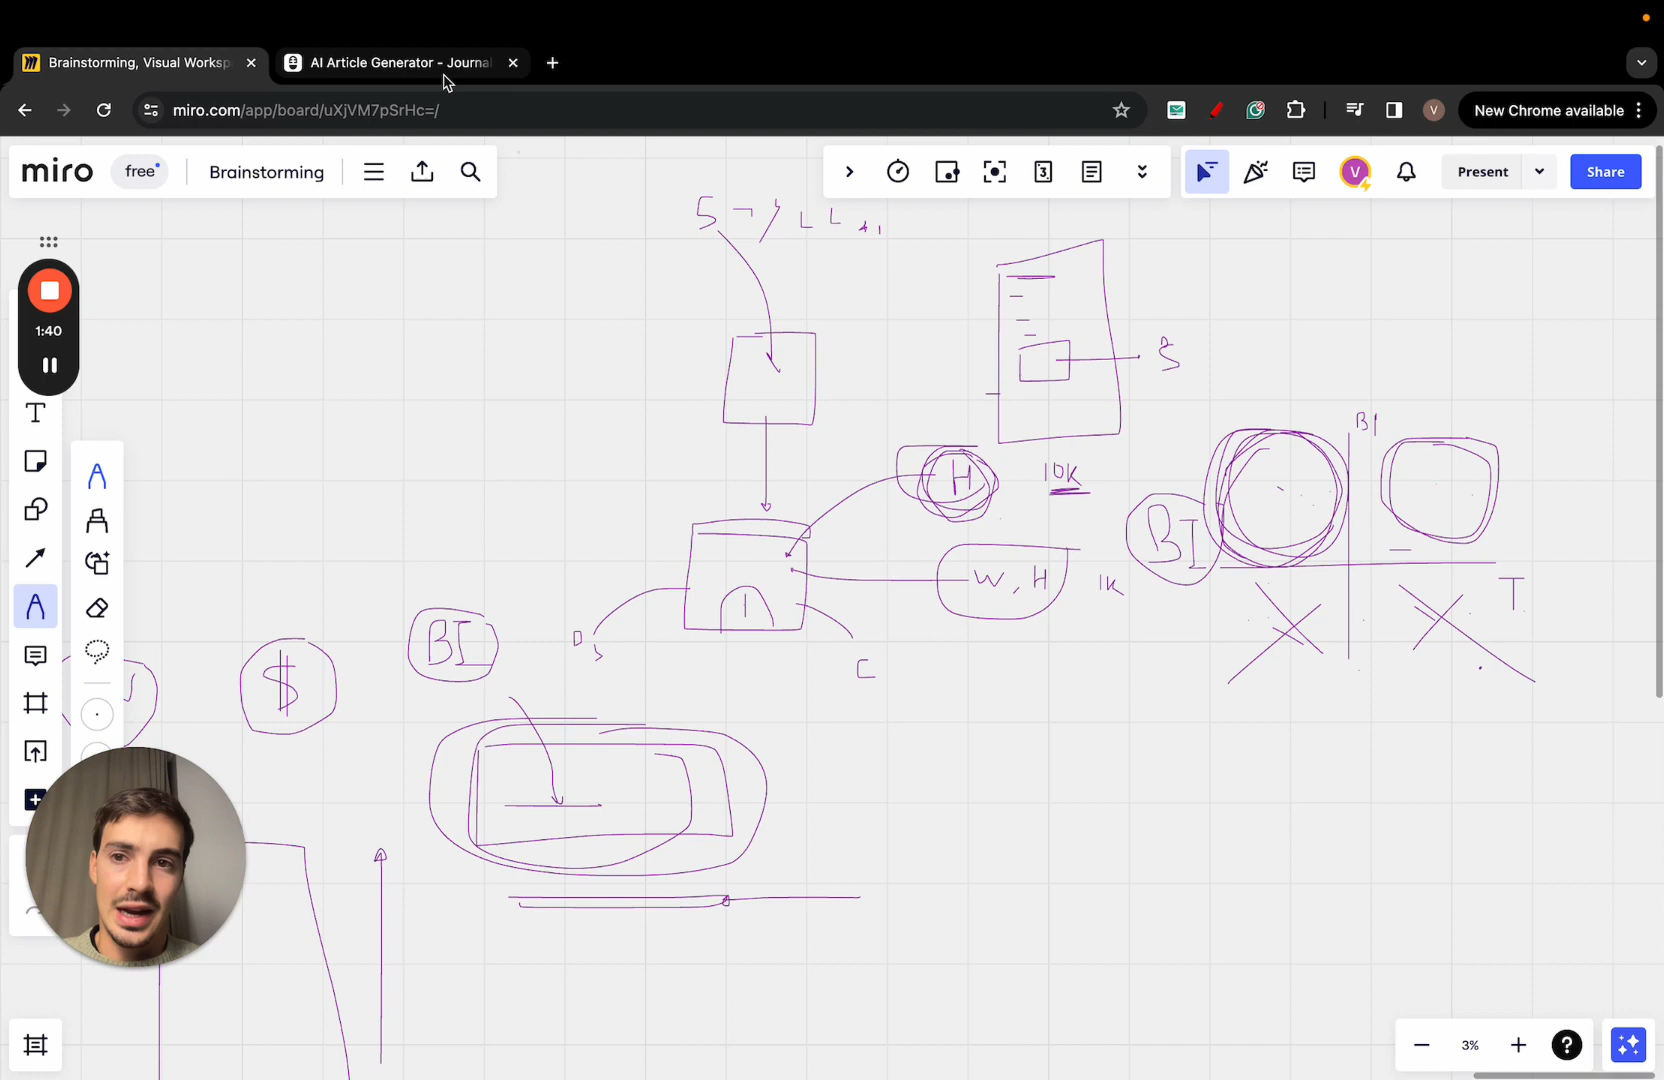 Brainstorming, Visual Worksp
AI Article Generator - Journal
miro.com/app/board/uXjVM7pSrHc=/
New Chrome available
miro
free
Brainstorming
Present
Share
V
V
1:40
T
S
BI
H
10K
BI
W, H
1K
T
BI
$
C
3%